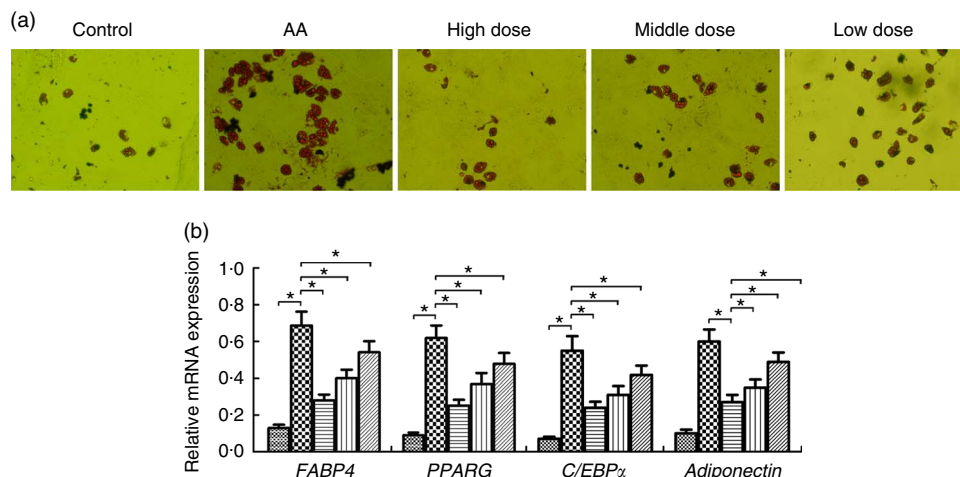 (a)
Control AA High dose Middle dose Low dose
(b)
Relative mRNA expression
1·0
0·8
0·6
0·4
0·2
0·0
* * * *
* * * *
* * * *
* * * *
FABP4 PPARG C/EBPα Adiponectin